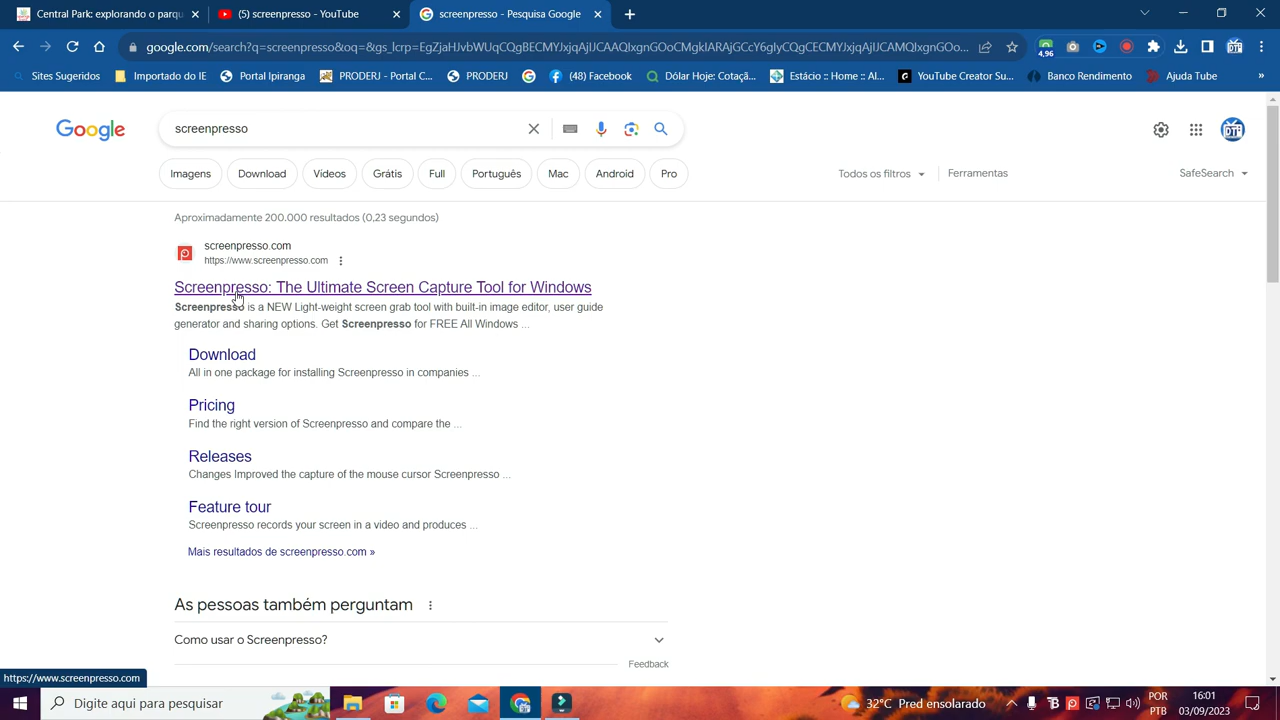 Central Park: explorando o parqu
(5) screenpresso - YouTube
screenpresso - Pesquisa Google
google.com/search?q=screenpresso&oq=&gs_lcrp=EgZjaHJvbWUqCQgBECMYJxjqAjIJCAAQIxgnGOoCMgkIARAjGCcY6gIyCQgCECMYJxjqAjIJCAMQIxgnGOo...
4,96
Sites Sugeridos
Importado do IE
Portal Ipiranga
PRODERJ - Portal C...
PRODERJ
(48) Facebook
Dólar Hoje: Cotaçã...
Estácio :: Home :: Al...
YouTube Creator Su...
Banco Rendimento
Ajuda Tube
»
Google
screenpresso
DTI
Imagens
Download
Vídeos
Grátis
Full
Português
Mac
Android
Pro
Todos os filtros
Ferramentas
SafeSearch
Aproximadamente 200.000 resultados (0,23 segundos)
screenpresso.com
https://www.screenpresso.com
Screenpresso: The Ultimate Screen Capture Tool for Windows
Screenpresso is a NEW Light-weight screen grab tool with built-in image editor, user guide
generator and sharing options. Get Screenpresso for FREE All Windows ...
Download
All in one package for installing Screenpresso in companies ...
Pricing
Find the right version of Screenpresso and compare the ...
Releases
Changes Improved the capture of the mouse cursor Screenpresso ...
Feature tour
Screenpresso records your screen in a video and produces ...
Mais resultados de screenpresso.com »
As pessoas também perguntam
Como usar o Screenpresso?
Feedback
https://www.screenpresso.com
Digite aqui para pesquisar
32°C Pred ensolarado
POR
PTB
16:01
03/09/2023